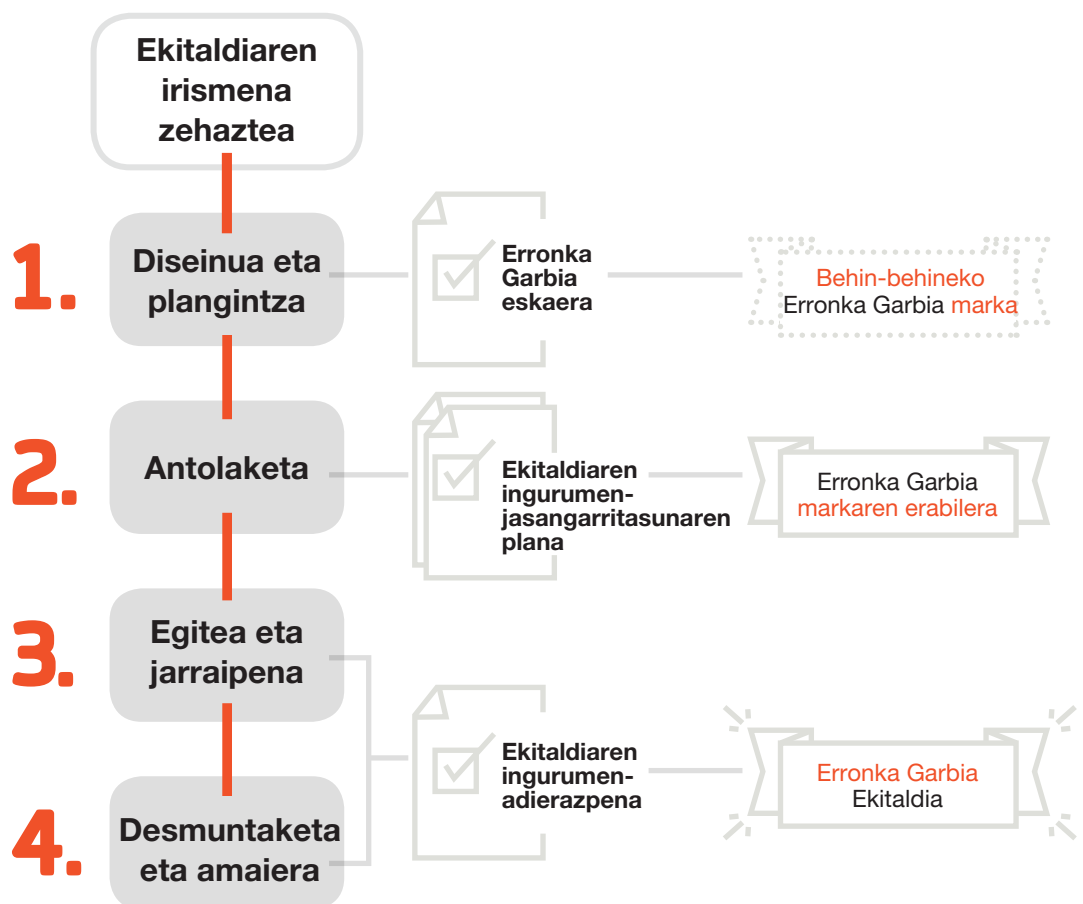 Ekitaldiaren
irismena
zehaztea
1.
Diseinua eta
plangintza
Erronka
Garbia
eskaera
Behin-behineko
Erronka Garbia marka
2.
Antolaketa
Ekitaldiaren
ingurumen-
jasangarritasunaren
plana
Erronka Garbia
markaren erabilera
3.
Egitea eta
jarraipena
Ekitaldiaren
ingurumen-
adierazpena
Erronka Garbia
Ekitaldia
4.
Desmuntaketa
eta amaiera